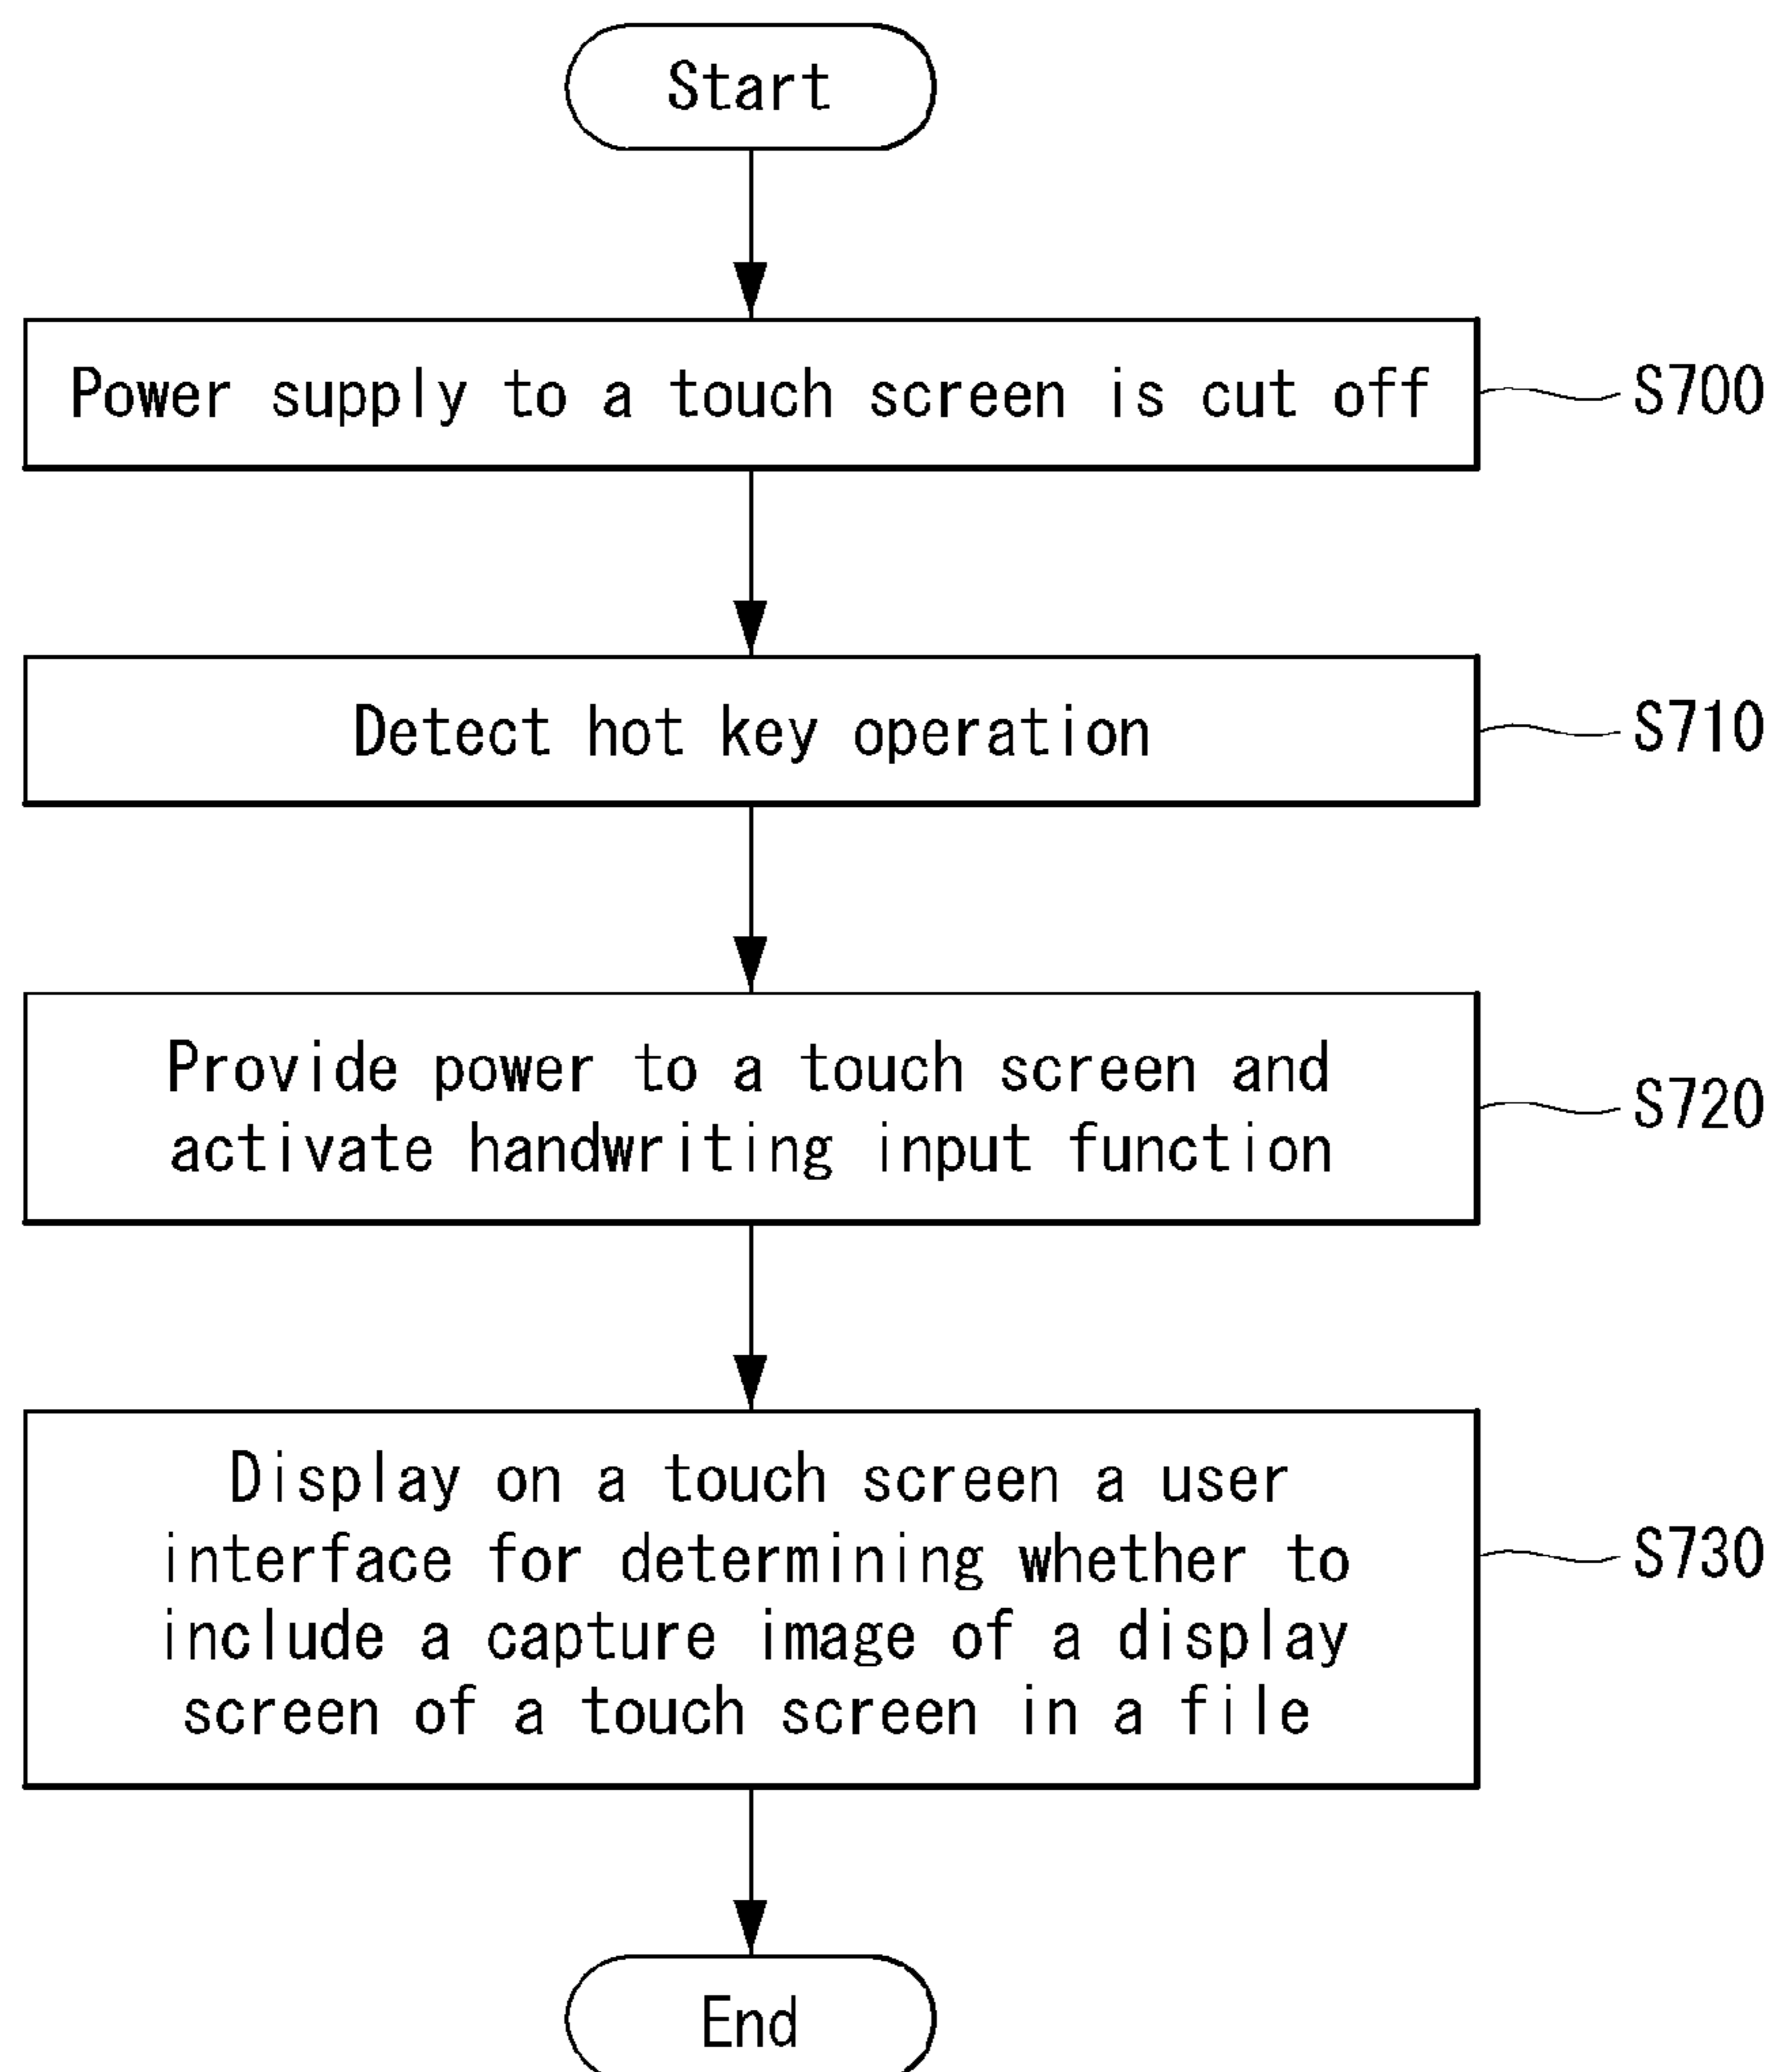 Start
Power supply to a touch screen is cut off
S700
Detect hot key operation
S710
Provide power to a touch screen and
activate handwriting input function
S720
Display on a touch screen a user
interface for determining whether to
include a capture image of a display
screen of a touch screen in a file
S730
End